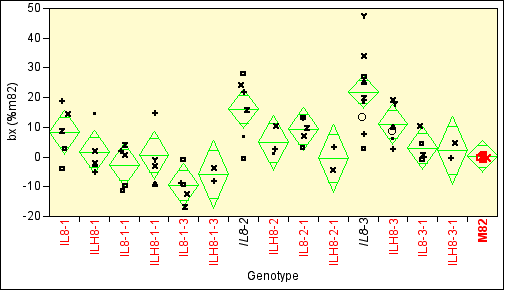 50
40
30
20
10
0
-10
-20
bx (%m82)
IL8-1
ILH8-1
IL8-1-1
ILH8-1-1
IL8-1-3
ILH8-1-3
IL8-2
ILH8-2
IL8-2-1
ILH8-2-1
IL8-3
ILH8-3
IL8-3-1
ILH8-3-1
M82
Genotype